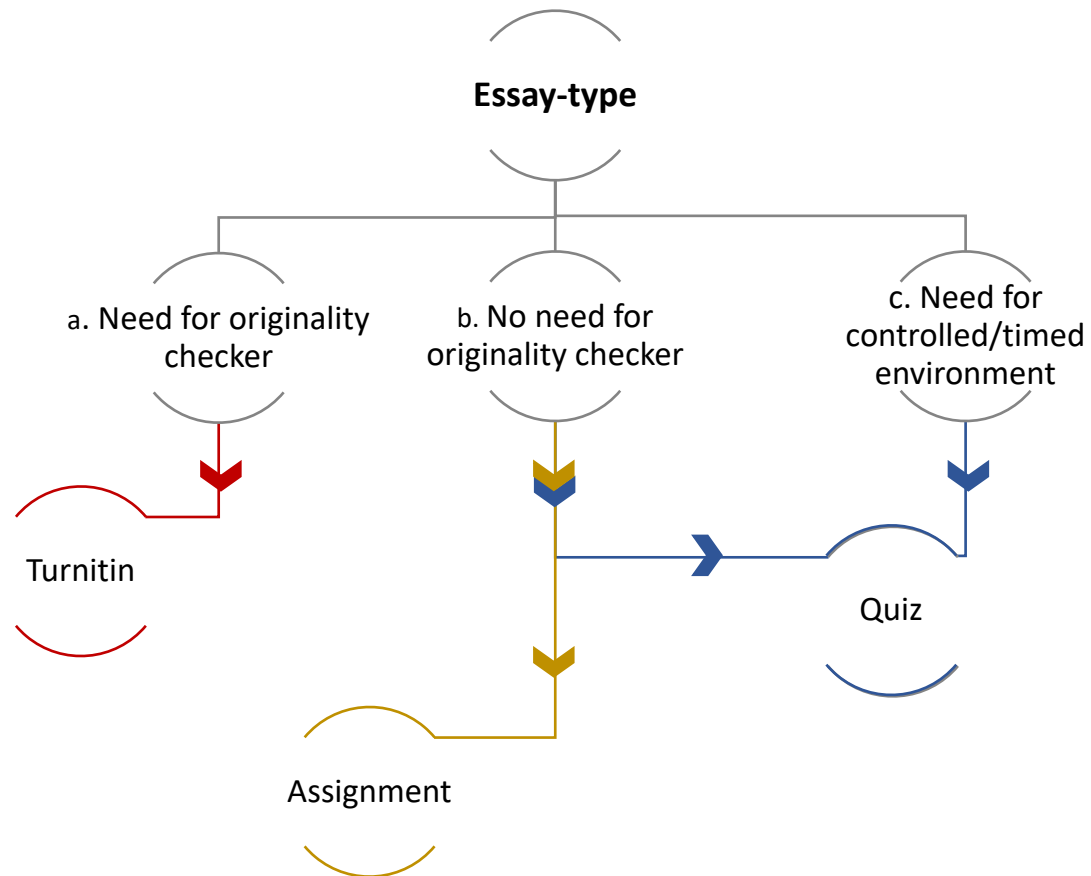 Essay-type
a. Need for originality
checker
b. No need for
originality checker
c. Need for
controlled/timed
environment
Turnitin
Quiz
Assignment